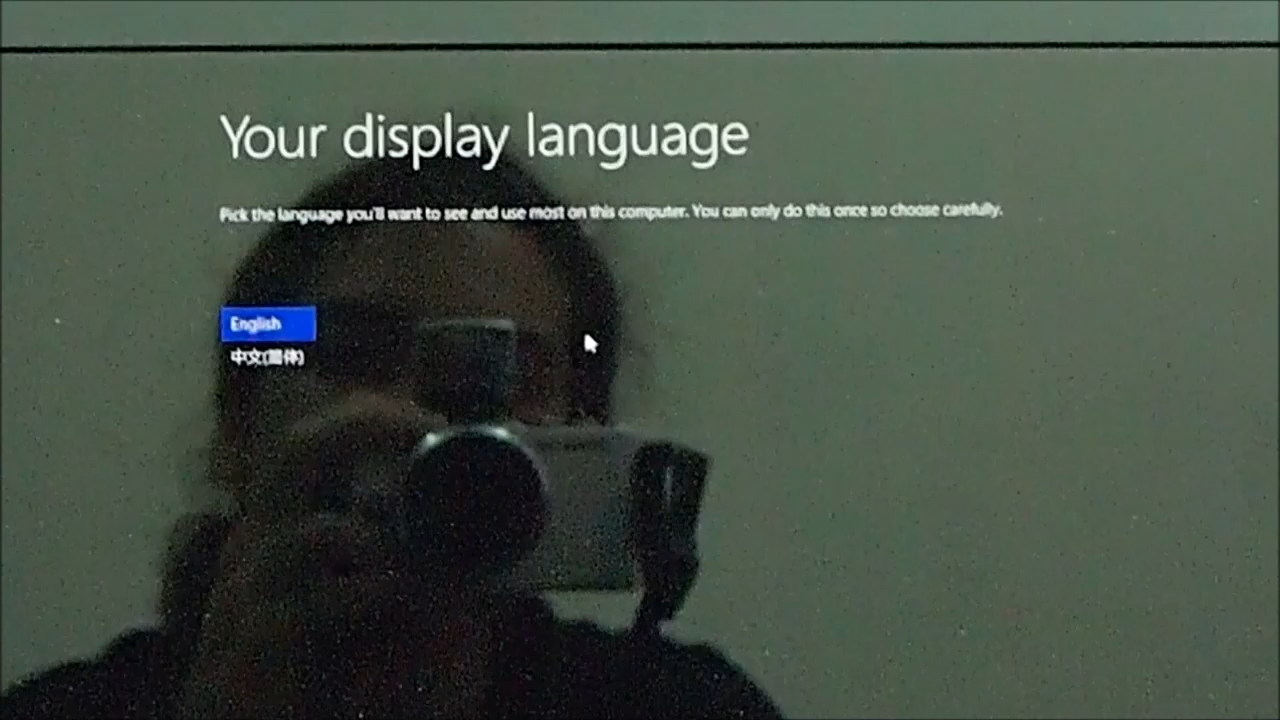 Your display language
Pick the language you'll want to see and use most on this computer. You can only do this once so choose carefully.
English
中文(简体)